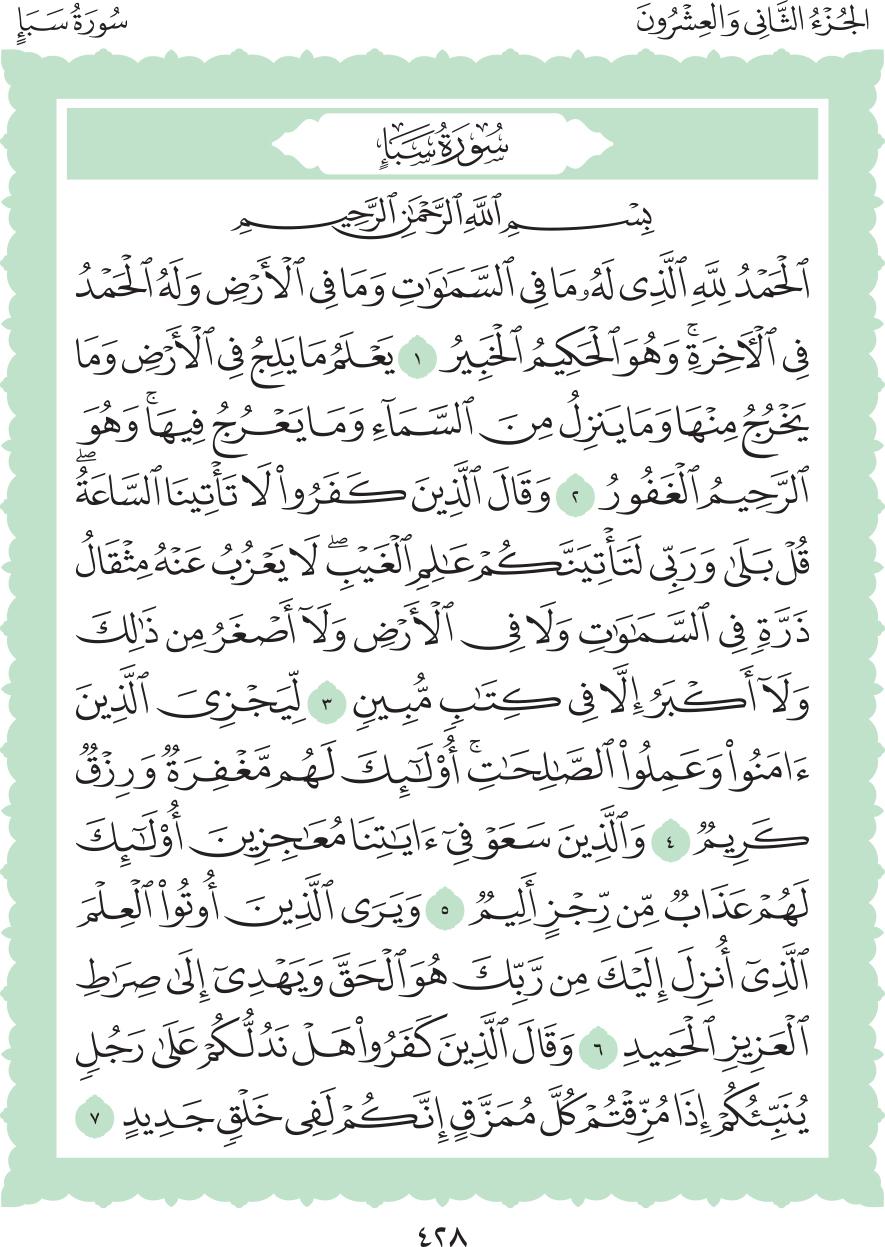 الجُزْءُ الثَّانِى وَالْعِشْرُونَ
سُورَةُ سَبَإٍ
سُورَةُ سَبَإٍ
بِسْمِ ٱللَّهِ ٱلرَّحْمَٰنِ ٱلرَّحِيمِ
ٱلْحَمْدُ لِلَّهِ ٱلَّذِى لَهُۥ مَا فِى ٱلسَّمَٰوَٰتِ وَمَا فِى ٱلْأَرْضِ وَلَهُ ٱلْحَمْدُ
فِى ٱلْءَاخِرَةِۚ وَهُوَ ٱلْحَكِيمُ ٱلْخَبِيرُ ١ يَعْلَمُ مَا يَلِجُ فِى ٱلْأَرْضِ وَمَا
يَخْرُجُ مِنْهَا وَمَا يَنزِلُ مِنَ ٱلسَّمَآءِ وَمَا يَعْرُجُ فِيهَاۚ وَهُوَ
ٱلرَّحِيمُ ٱلْغَفُورُ ٢ وَقَالَ ٱلَّذِينَ كَفَرُوا۟ لَا تَأْتِينَا ٱلسَّاعَةُۖ
قُلْ بَلَىٰ وَرَبِّى لَتَأْتِيَنَّكُمْ عَٰلِمِ ٱلْغَيْبِۖ لَا يَعْزُبُ عَنْهُ مِثْقَالُ
ذَرَّةٍ فِى ٱلسَّمَٰوَٰتِ وَلَا فِى ٱلْأَرْضِ وَلَآ أَصْغَرُ مِن ذَٰلِكَ
وَلَآ أَكْبَرُ إِلَّا فِى كِتَٰبٍ مُّبِينٍ ٣ لِّيَجْزِىَ ٱلَّذِينَ
ءَامَنُوا۟ وَعَمِلُوا۟ ٱلصَّٰلِحَٰتِۚ أُو۟لَٰٓئِكَ لَهُم مَّغْفِرَةٌ وَرِزْقٌ
كَرِيمٌ ٤ وَٱلَّذِينَ سَعَوْ فِىٓ ءَايَٰتِنَا مُعَٰجِزِينَ أُو۟لَٰٓئِكَ
لَهُمْ عَذَابٌ مِّن رِّجْزٍ أَلِيمٌ ٥ وَيَرَى ٱلَّذِينَ أُوتُوا۟ ٱلْعِلْمَ
ٱلَّذِىٓ أُنزِلَ إِلَيْكَ مِن رَّبِّكَ هُوَ ٱلْحَقَّ وَيَهْدِىٓ إِلَىٰ صِرَٰطِ
ٱلْعَزِيزِ ٱلْحَمِيدِ ٦ وَقَالَ ٱلَّذِينَ كَفَرُوا۟ هَلْ نَدُلُّكُمْ عَلَىٰ رَجُلٍ
يُنَبِّئُكُمْ إِذَا مُزِّقْتُمْ كُلَّ مُمَزَّقٍ إِنَّكُمْ لَفِى خَلْقٍ جَدِيدٍ ٧
٤٢٨